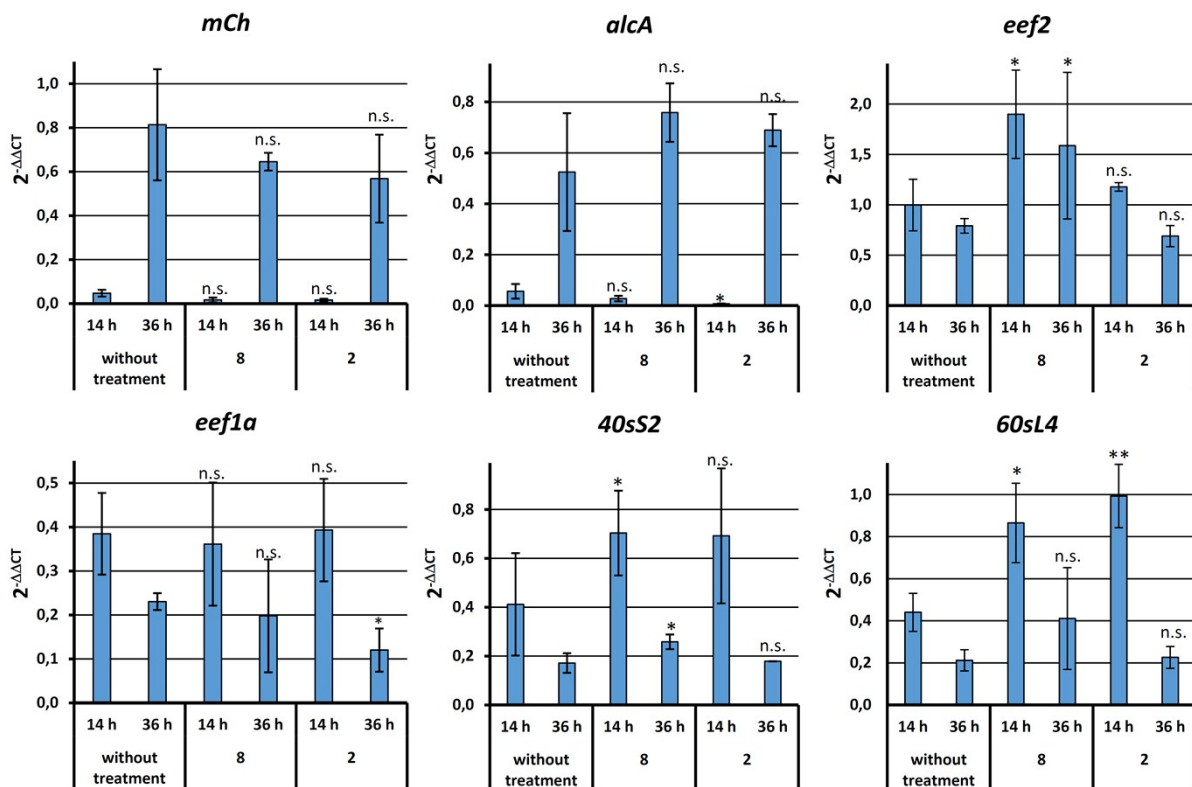 mCh
2-ΔΔCT
1,0
0,8
0,6
0,4
0,2
0,0
n.s.
n.s.
n.s.
n.s.
14 h 36 h 14 h 36 h 14 h 36 h
without treatment 8 2
alcA
2-ΔΔCT
0,8
0,6
0,4
0,2
0,0
n.s.
n.s.
*
n.s.
14 h 36 h 14 h 36 h 14 h 36 h
without treatment 8 2
eef2
2-ΔΔCT
2,0
1,5
1,0
0,5
0,0
*
*
n.s.
n.s.
14 h 36 h 14 h 36 h 14 h 36 h
without treatment 8 2
eef1a
2-ΔΔCT
0,5
0,4
0,3
0,2
0,1
0,0
n.s.
n.s.
n.s.
*
14 h 36 h 14 h 36 h 14 h 36 h
without treatment 8 2
40sS2
2-ΔΔCT
0,8
0,6
0,4
0,2
0,0
*
*
n.s.
n.s.
14 h 36 h 14 h 36 h 14 h 36 h
without treatment 8 2
60sL4
2-ΔΔCT
1,0
0,8
0,6
0,4
0,2
0,0
*
n.s.
**
n.s.
14 h 36 h 14 h 36 h 14 h 36 h
without treatment 8 2